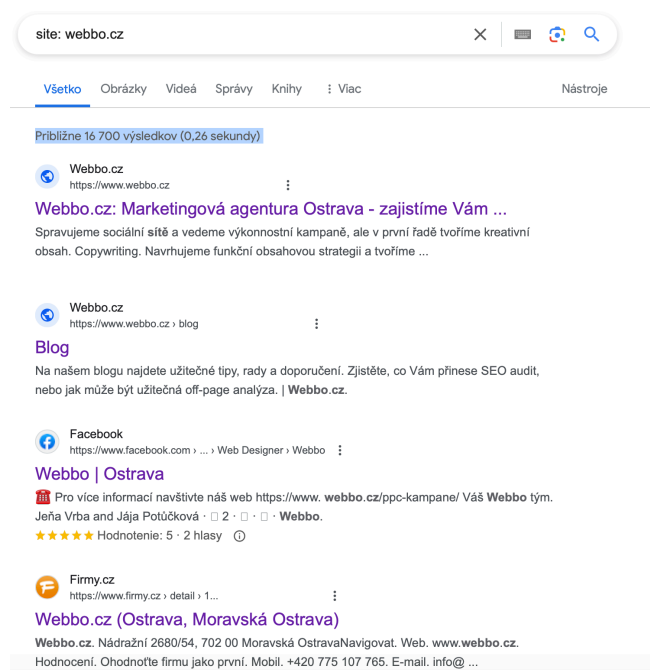 site: webbo.cz
Všetko Obrázky Videá Správy Knihy Viac Nástroje
Približne 16 700 výsledkov (0,26 sekundy)
Webbo.cz
https://www.webbo.cz
Webbo.cz: Marketingová agentura Ostrava - zajistíme Vám ...
Spravujeme sociální sítě a vedeme výkonnostní kampaně, ale v první řadě tvoříme kreativní
obsah. Copywriting. Navrhujeme funkční obsahovou strategii a tvoříme ...
Webbo.cz
https://www.webbo.cz › blog
Blog
Na našem blogu najdete užitečné tipy, rady a doporučení. Zjistěte, co Vám přinese SEO audit,
nebo jak může být užitečná off-page analýza. | Webbo.cz.
Facebook
https://www.facebook.com › ... › Web Designer › Webbo
Webbo | Ostrava
☎️ Pro více informací navštivte náš web https://www. webbo.cz/ppc-kampane/ Váš Webbo tým.
Jeňa Vrba and Jája Potůčková · 2 · · · Webbo.
Hodnotenie: 5 · 2 hlasy
Firmy.cz
https://www.firmy.cz › detail › 1...
Webbo.cz (Ostrava, Moravská Ostrava)
Webbo.cz. Nádražní 2680/54, 702 00 Moravská OstravaNavigovat. Web. www.webbo.cz.
Hodnocení. Ohodnoťte firmu jako první. Mobil. +420 775 107 765. E-mail. info@ ...